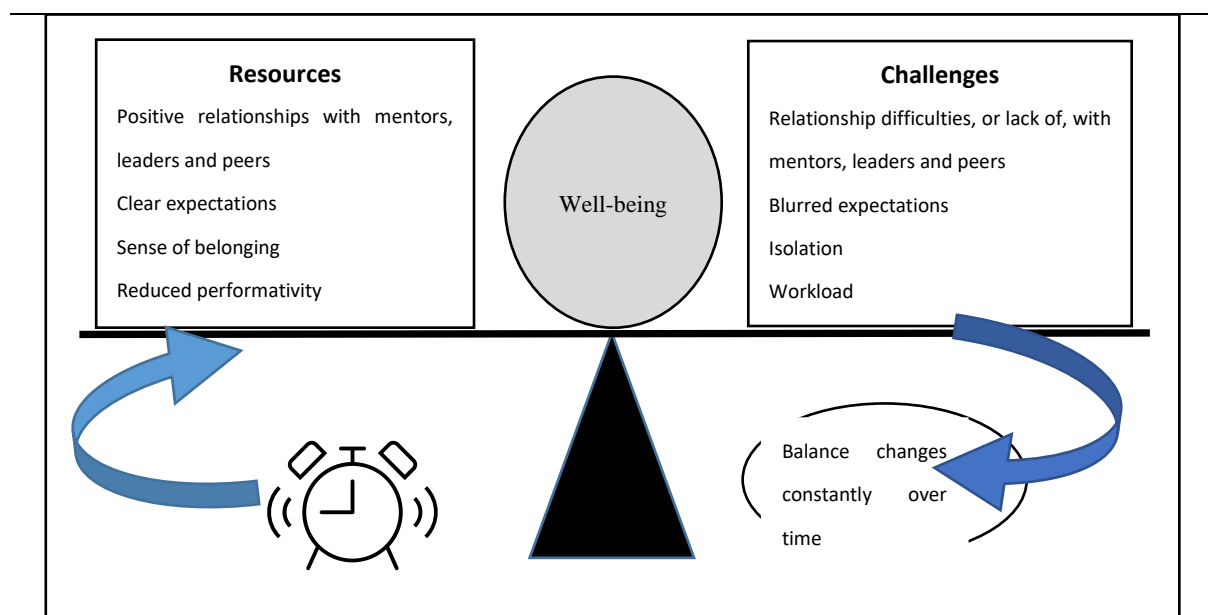 Resources
Positive relationships with mentors,
leaders and peers
Clear expectations
Sense of belonging
Reduced performativity
Well-being
Challenges
Relationship difficulties, or lack of, with
mentors, leaders and peers
Blurred expectations
Isolation
Workload
Balance changes
constantly over
time